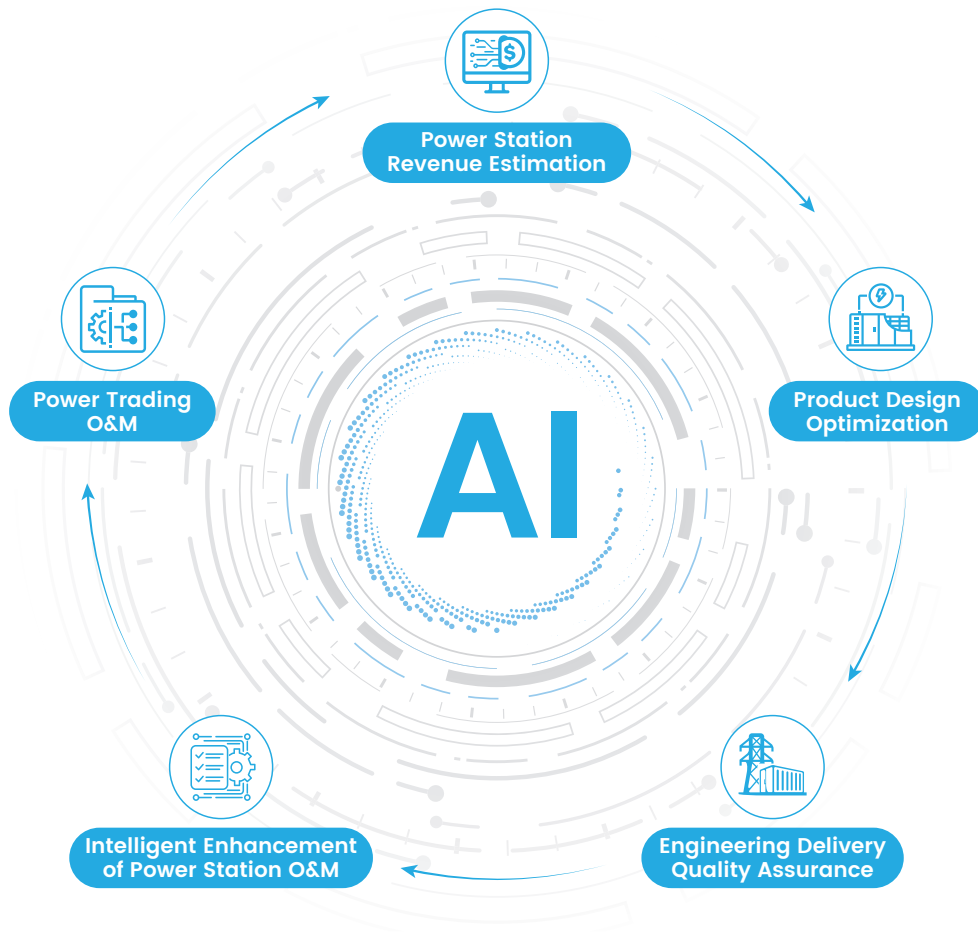 $
Power Station
Revenue Estimation
Power Trading
O&M
Product Design
Optimization
AI
Intelligent Enhancement
of Power Station O&M
Engineering Delivery
Quality Assurance